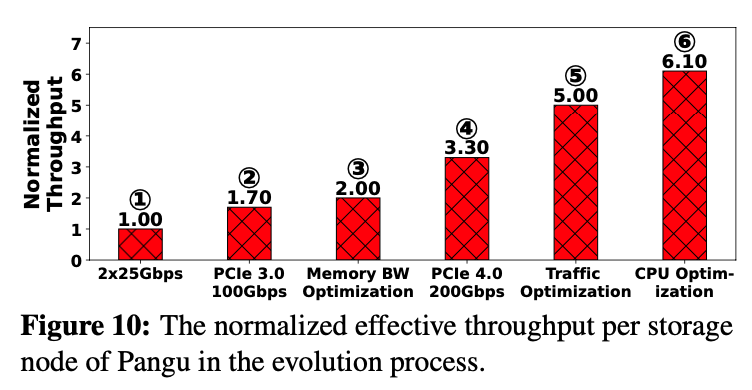 Normalized
Throughput
7
6
5
4
3
2
1
0
① ② ③ ④ ⑤ ⑥
1.00 1.70 2.00 3.30 5.00 6.10
2x25Gbps PCIe 3.0 Memory BW PCIe 4.0 Traffic CPU Optim-
100Gbps Optimization 200Gbps Optimization ization
Figure 10: The normalized effective throughput per storage
node of Pangu in the evolution process.